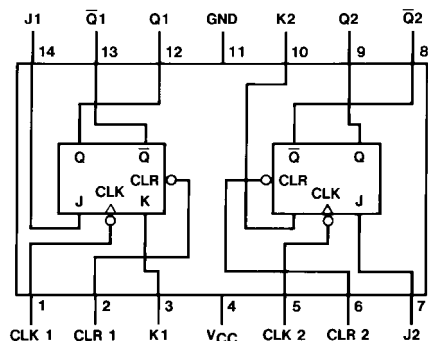 J1 Q̅1 Q1 GND K2 Q2 Q̅2
14 13 12 11 10 9 8
Q Q̅ Q̅ Q
CLR CLR
CLK CLK
J K J
1 2 3 4 5 6 7
CLK 1 CLR 1 K1 VCC CLK 2 CLR 2 J2